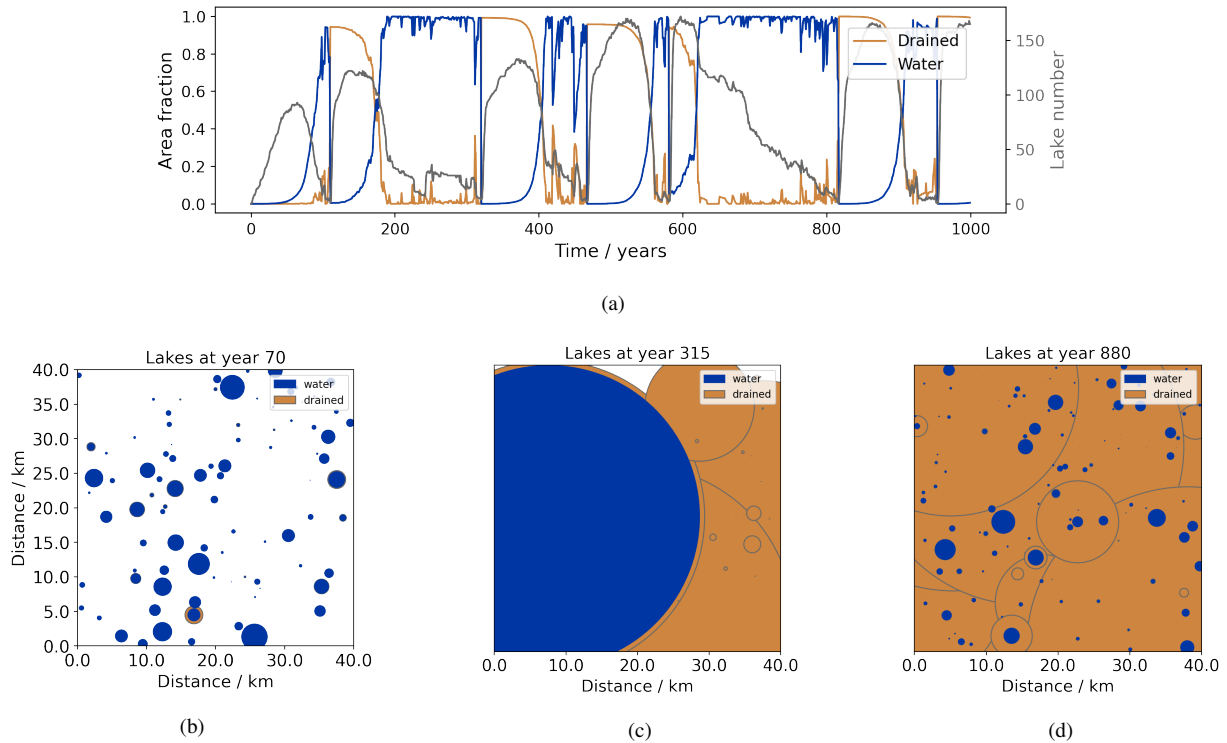 1.0
0.8
0.6
0.4
0.2
0.0
Area fraction
0
200
400
600
800
1000
Time / years
150
100
50
0
Lake number
Drained
Water
(a)
Lakes at year 70
40.0
35.0
30.0
25.0
20.0
15.0
10.0
5.0
0.0
Distance / km
0.0 10.0 20.0 30.0 40.0
Distance / km
water
drained
(b)
Lakes at year 315
water
drained
0.0 10.0 20.0 30.0 40.0
Distance / km
(c)
Lakes at year 880
water
drained
0.0 10.0 20.0 30.0 40.0
Distance / km
(d)